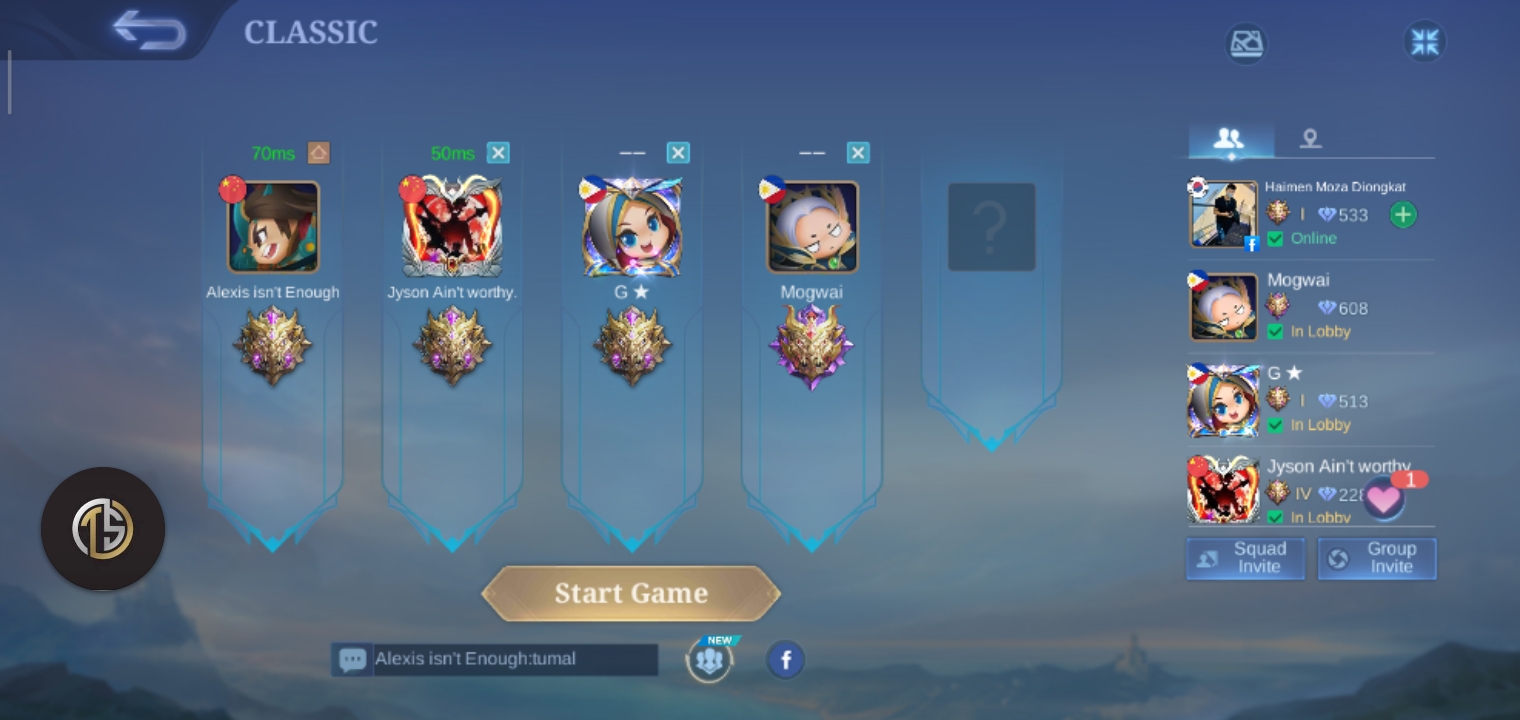 CLASSIC
70ms
50ms
––
––
Alexis isn't Enough
Jyson Ain't worthy.
G ★
Mogwai
?
Haimen Moza Diongkat
I 533
Online
Mogwai
608
In Lobby
G ★
I 513
In Lobby
Jyson Ain't worthy
IV 228
1
In Lobby
Squad
Invite
Group
Invite
TS
Start Game
NEW
Alexis isn't Enough:tumal
f